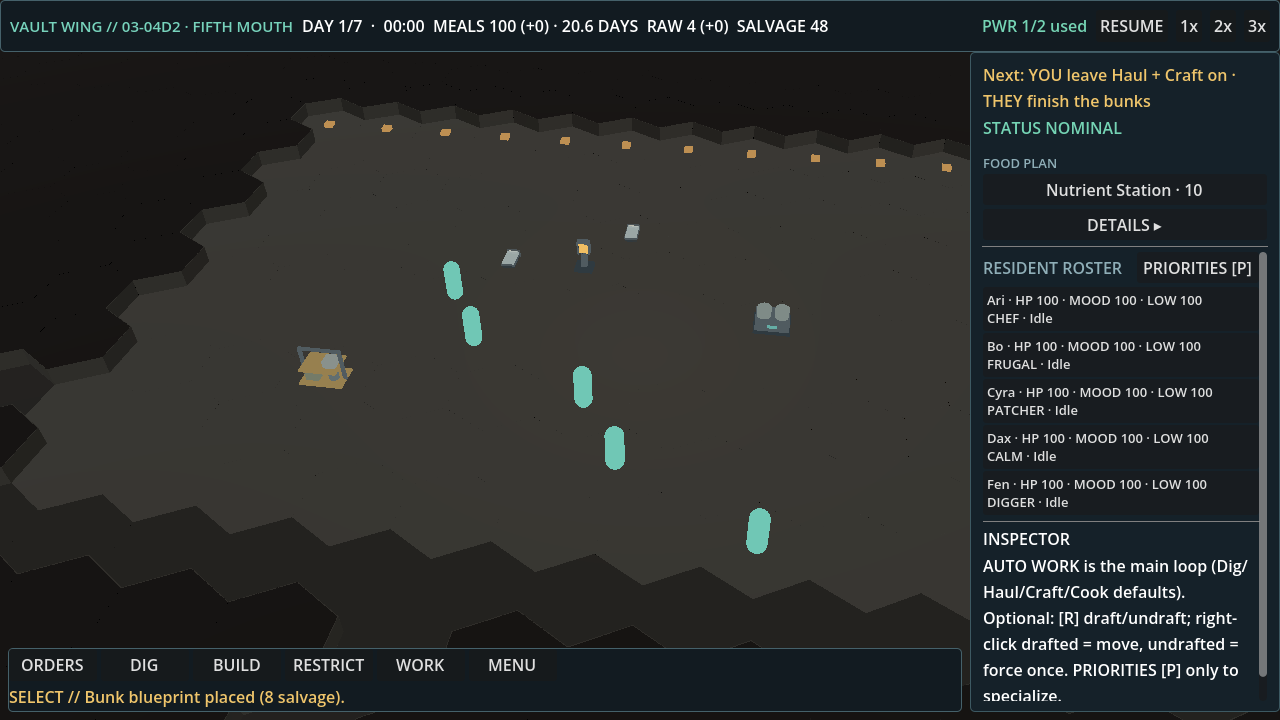 VAULT WING // 03-04D2 · FIFTH MOUTH DAY 1/7 · 00:00 MEALS 100 (+0) · 20.6 DAYS RAW 4 (+0) SALVAGE 48 PWR 1/2 used RESUME 1x 2x 3x
Next: YOU leave Haul + Craft on ·
THEY finish the bunks
STATUS NOMINAL
FOOD PLAN
Nutrient Station · 10
DETAILS ▸
RESIDENT ROSTER PRIORITIES [P]
Ari · HP 100 · MOOD 100 · LOW 100
CHEF · Idle
Bo · HP 100 · MOOD 100 · LOW 100
FRUGAL · Idle
Cyra · HP 100 · MOOD 100 · LOW 100
PATCHER · Idle
Dax · HP 100 · MOOD 100 · LOW 100
CALM · Idle
Fen · HP 100 · MOOD 100 · LOW 100
DIGGER · Idle
INSPECTOR
AUTO WORK is the main loop (Dig/
Haul/Craft/Cook defaults).
Optional: [R] draft/undraft; right-
click drafted = move, undrafted =
force once. PRIORITIES [P] only to
specialize.
ORDERS DIG BUILD RESTRICT WORK MENU
SELECT // Bunk blueprint placed (8 salvage).